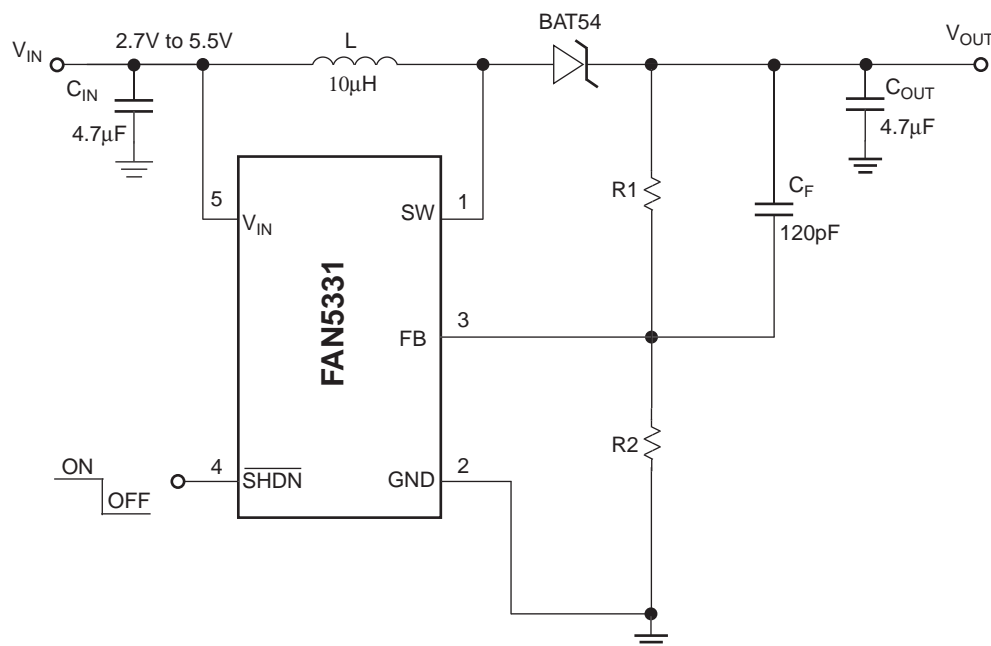 BAT54
V_IN
2.7V to 5.5V
L
V_OUT
10μH
C_IN
4.7μF
C_OUT
4.7μF
5
V_IN
SW
1
R1
C_F
120pF
FAN5331
FB
3
R2
ON
OFF
4
SHDN
GND
2